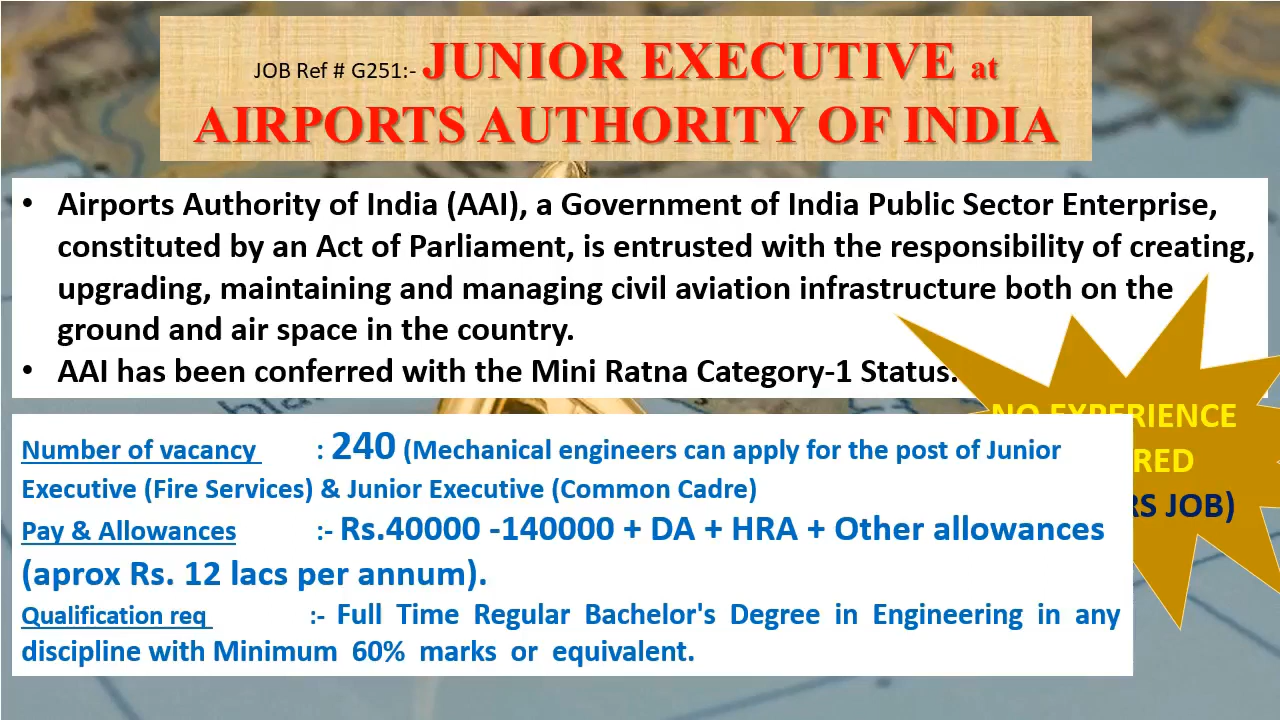 JOB Ref # G251:- JUNIOR EXECUTIVE at
AIRPORTS AUTHORITY OF INDIA
• Airports Authority of India (AAI), a Government of India Public Sector Enterprise,
constituted by an Act of Parliament, is entrusted with the responsibility of creating,
upgrading, maintaining and managing civil aviation infrastructure both on the
ground and air space in the country.
• AAI has been conferred with the Mini Ratna Category-1 Status.
NO EXPERIENCE
JOB)
Number of vacancy : 240 (Mechanical engineers can apply for the post of Junior
Executive (Fire Services) & Junior Executive (Common Cadre)
Pay & Allowances :- Rs.40000 -140000 + DA + HRA + Other allowances
(aprox Rs. 12 lacs per annum).
Qualification req :- Full Time Regular Bachelor's Degree in Engineering in any
discipline with Minimum 60% marks or equivalent.